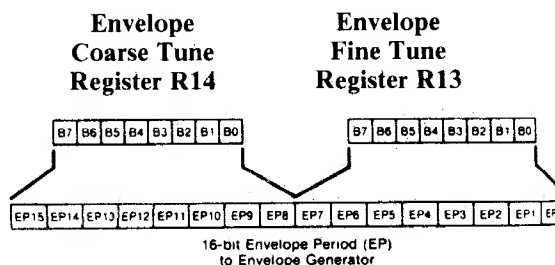 Envelope
Coarse Tune
Register R14
Envelope
Fine Tune
Register R13
B7 B6 B5 B4 B3 B2 B1 B0
B7 B6 B5 B4 B3 B2 B1 B0
EP15 EP14 EP13 EP12 EP11 EP10 EP9 EP8 EP7 EP6 EP5 EP4 EP3 EP2 EP1
16-bit Envelope Period (EP)
to Envelope Generator